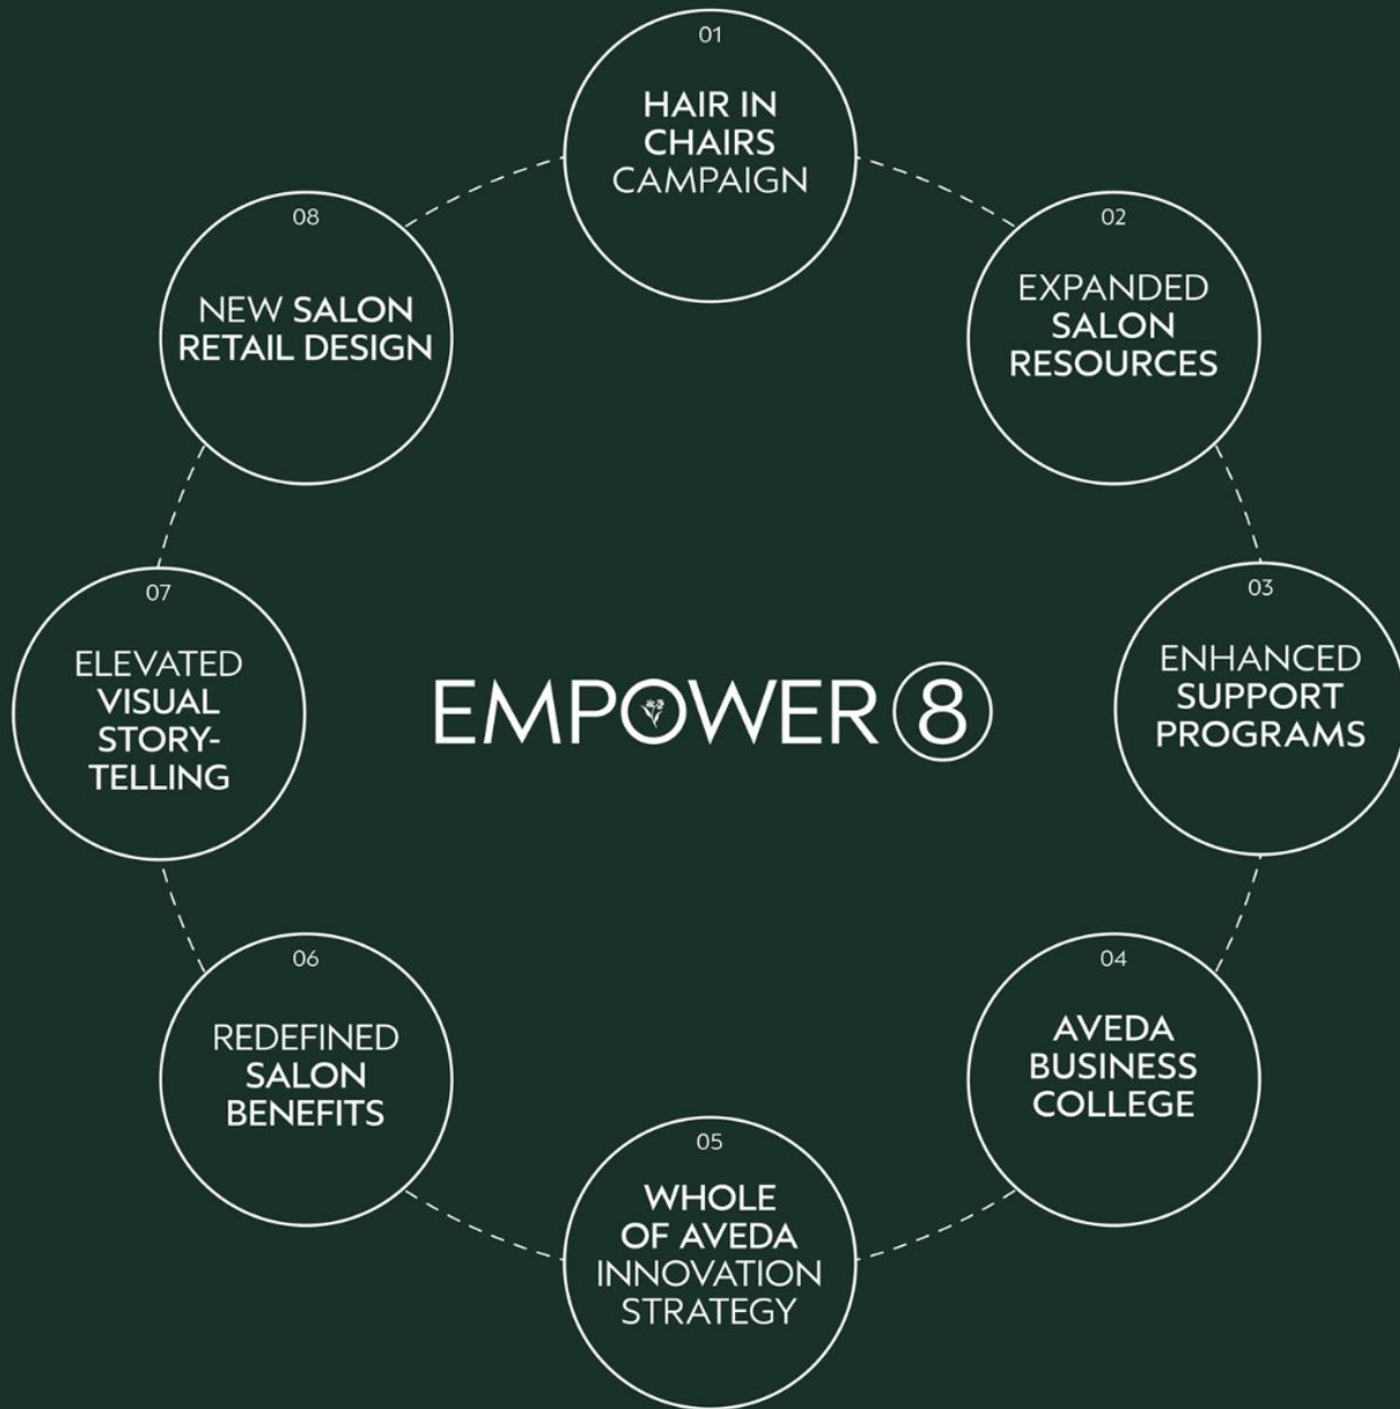 01
HAIR IN
CHAIRS
CAMPAIGN
02
EXPANDED
SALON
RESOURCES
03
ENHANCED
SUPPORT
PROGRAMS
04
AVEDA
BUSINESS
COLLEGE
05
WHOLE
OF AVEDA
INNOVATION
STRATEGY
06
REDEFINED
SALON
BENEFITS
07
ELEVATED
VISUAL
STORY-
TELLING
08
NEW SALON
RETAIL DESIGN
EMPOWER 8